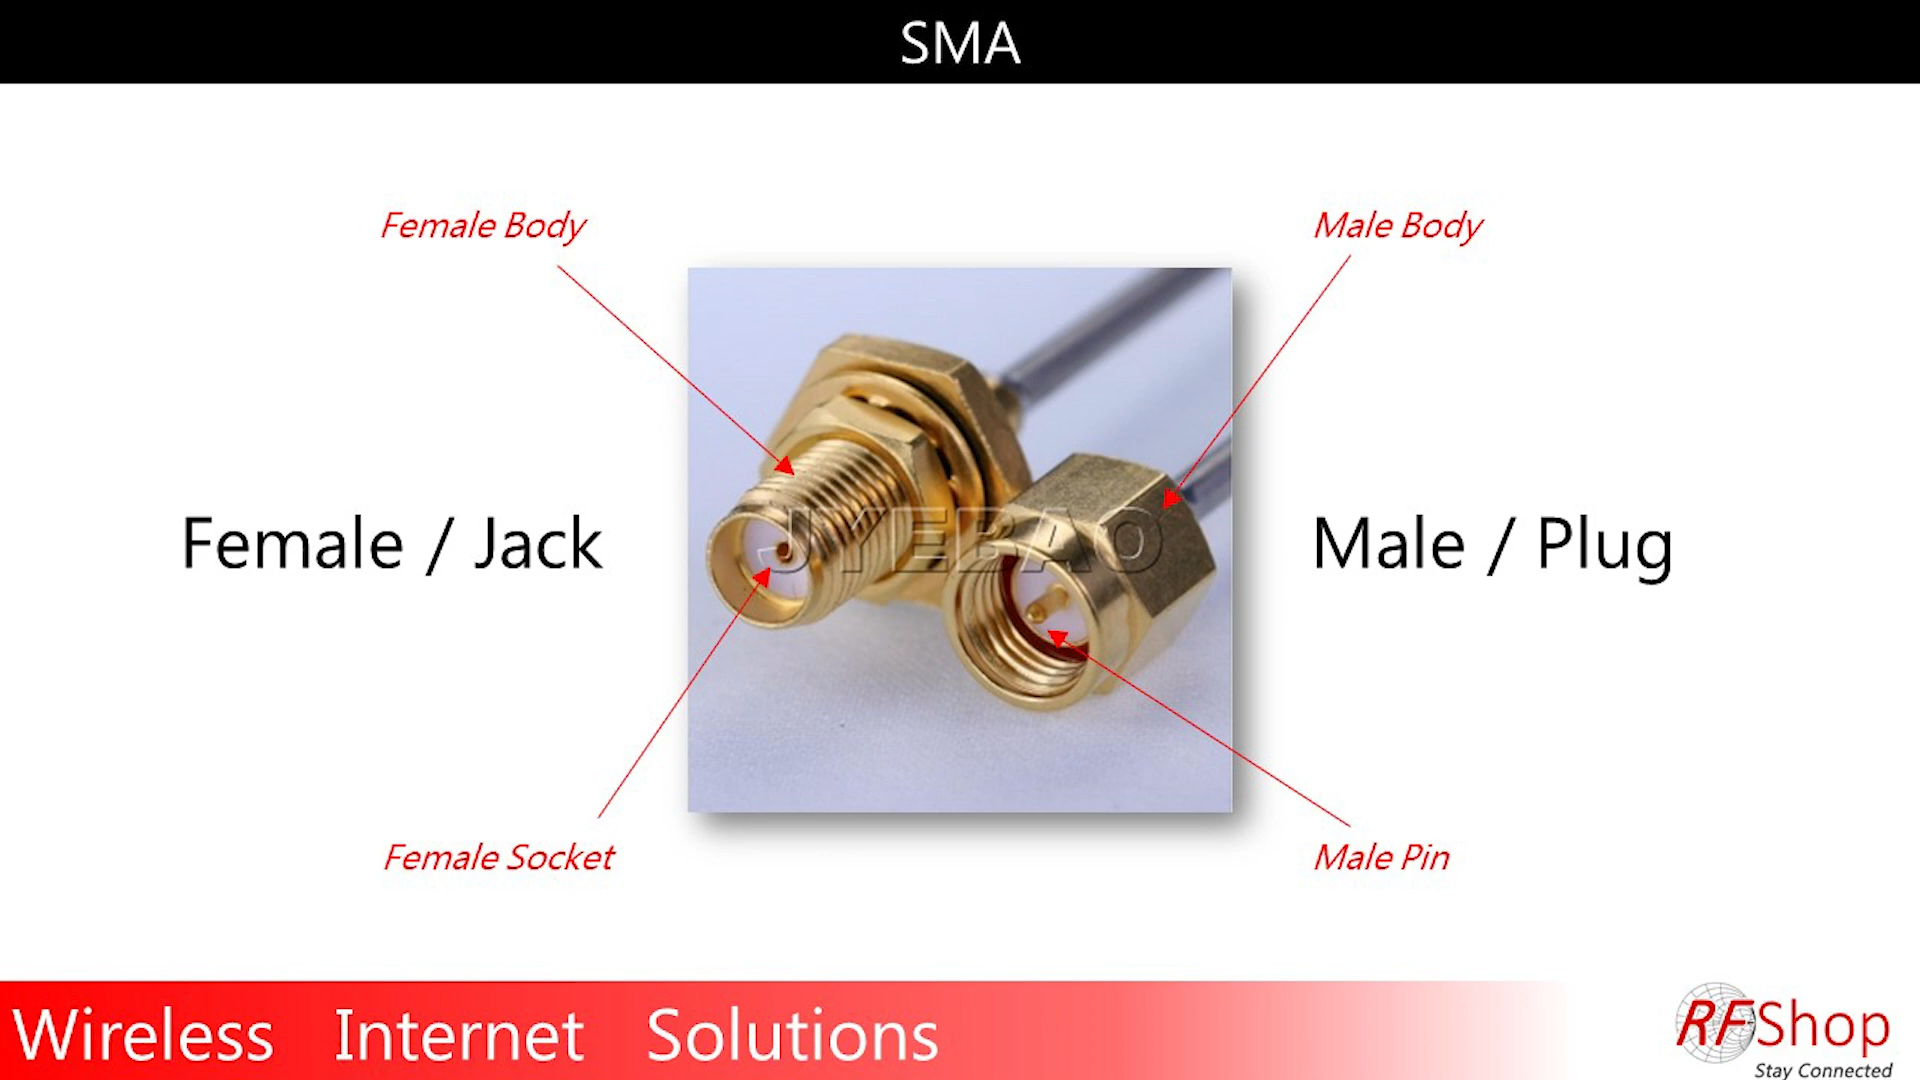 SMA
Female Body
Male Body
Female / Jack
JYEBAO
Male / Plug
Female Socket
Male Pin
Wireless Internet Solutions
RFShop
Stay Connected